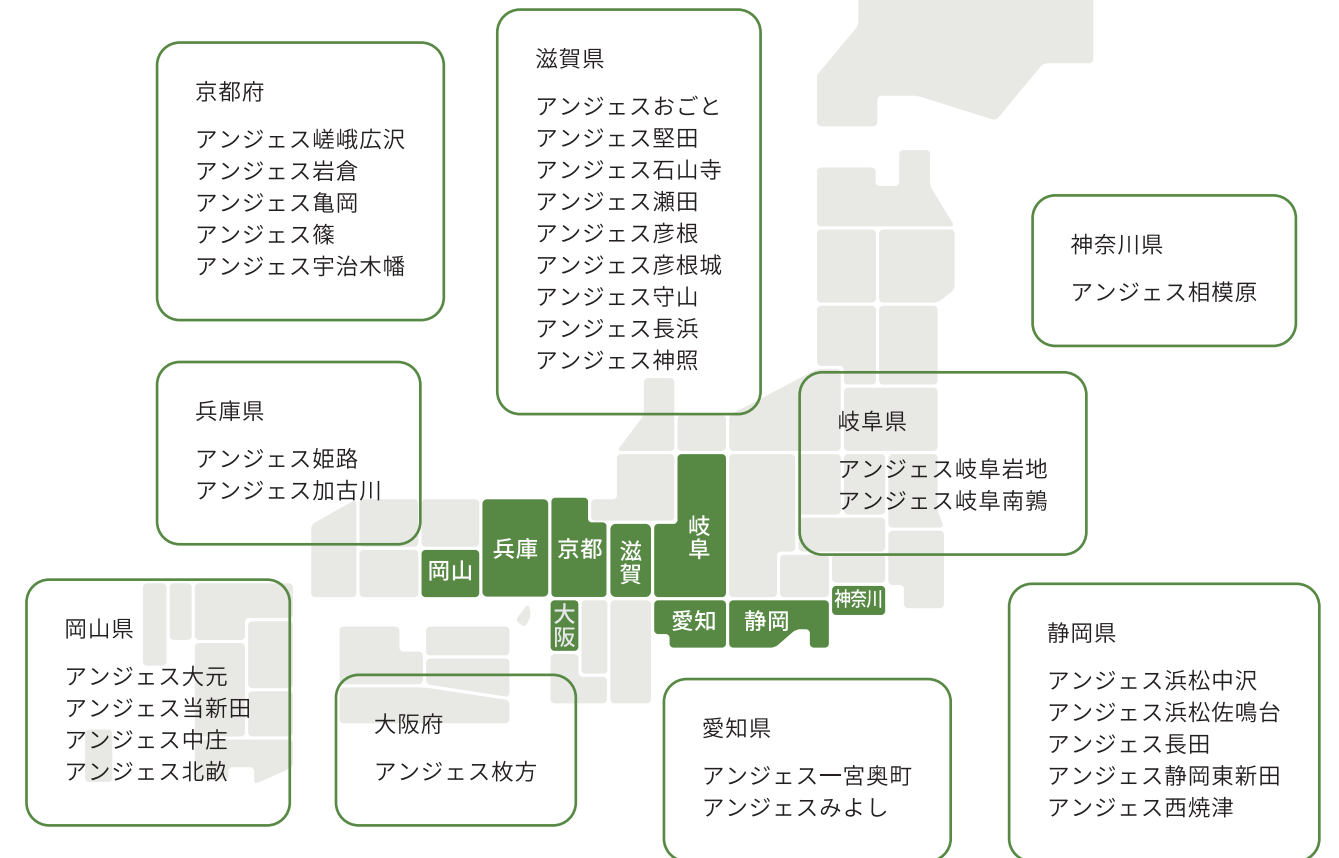 京都府
アンジェス嵯峨広沢
アンジェス岩倉
アンジェス亀岡
アンジェス篠
アンジェス宇治木幡
滋賀県
アンジェスおごと
アンジェス堅田
アンジェス石山寺
アンジェス瀬田
アンジェス彦根
アンジェス彦根城
アンジェス守山
アンジェス長浜
アンジェス神照
神奈川県
アンジェス相模原
兵庫県
アンジェス姫路
アンジェス加古川
岐阜県
アンジェス岐阜岩地
アンジェス岐阜南鶉
岡山
兵庫
京都
滋賀
岐阜
大阪
愛知
静岡
神奈川
岡山県
アンジェス大元
アンジェス当新田
アンジェス中庄
アンジェス北畝
大阪府
アンジェス枚方
愛知県
アンジェス一宮奥町
アンジェスみよし
静岡県
アンジェス浜松中沢
アンジェス浜松佐鳴台
アンジェス長田
アンジェス静岡東新田
アンジェス西焼津